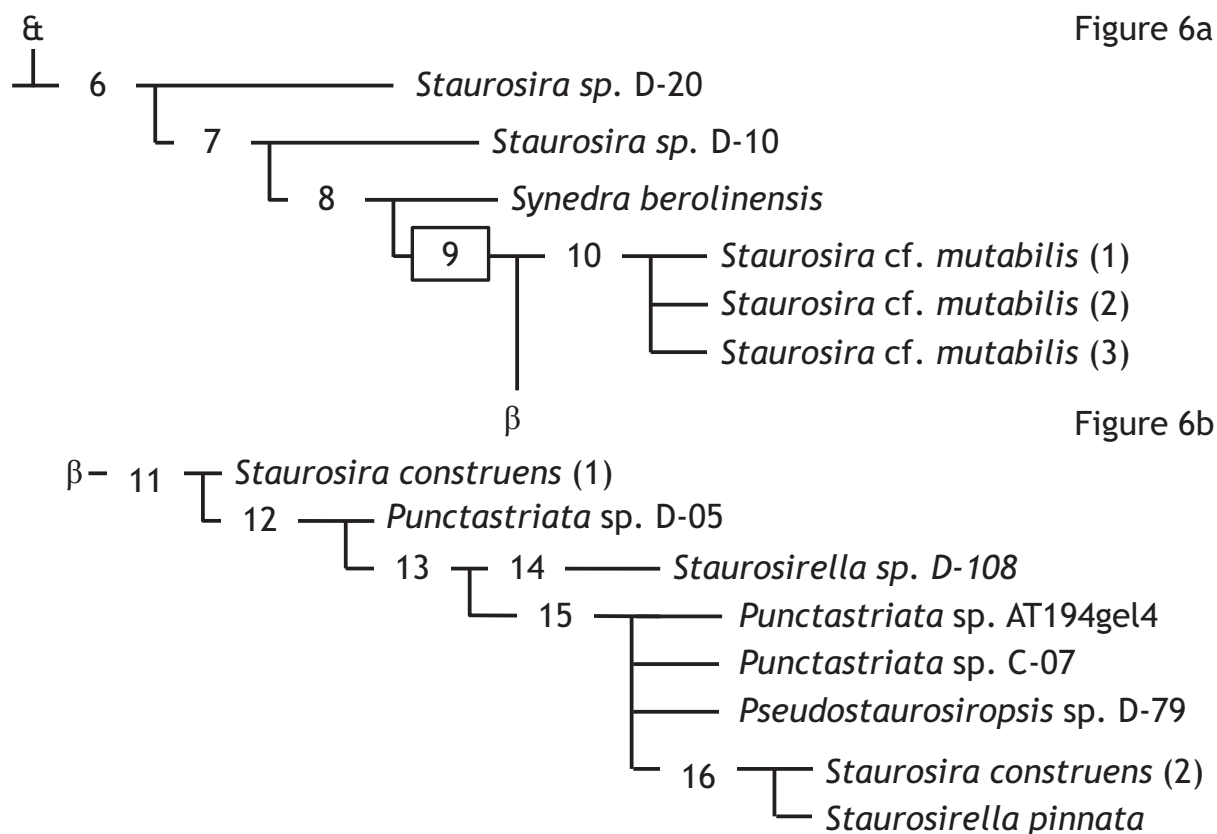 &
Figure 6a
6 Staurosira sp. D-20
7 Staurosira sp. D-10
8 Synedra berolinensis
9 10 Staurosira cf. mutabilis (1)
Staurosira cf. mutabilis (2)
Staurosira cf. mutabilis (3)
β
Figure 6b
β 11 Staurosira construens (1)
12 Punctastriata sp. D-05
13 14 Staurosirella sp. D-108
15 Punctastriata sp. AT194gel4
Punctastriata sp. C-07
Pseudostaurosiropsis sp. D-79
16 Staurosira construens (2)
Staurosirella pinnata